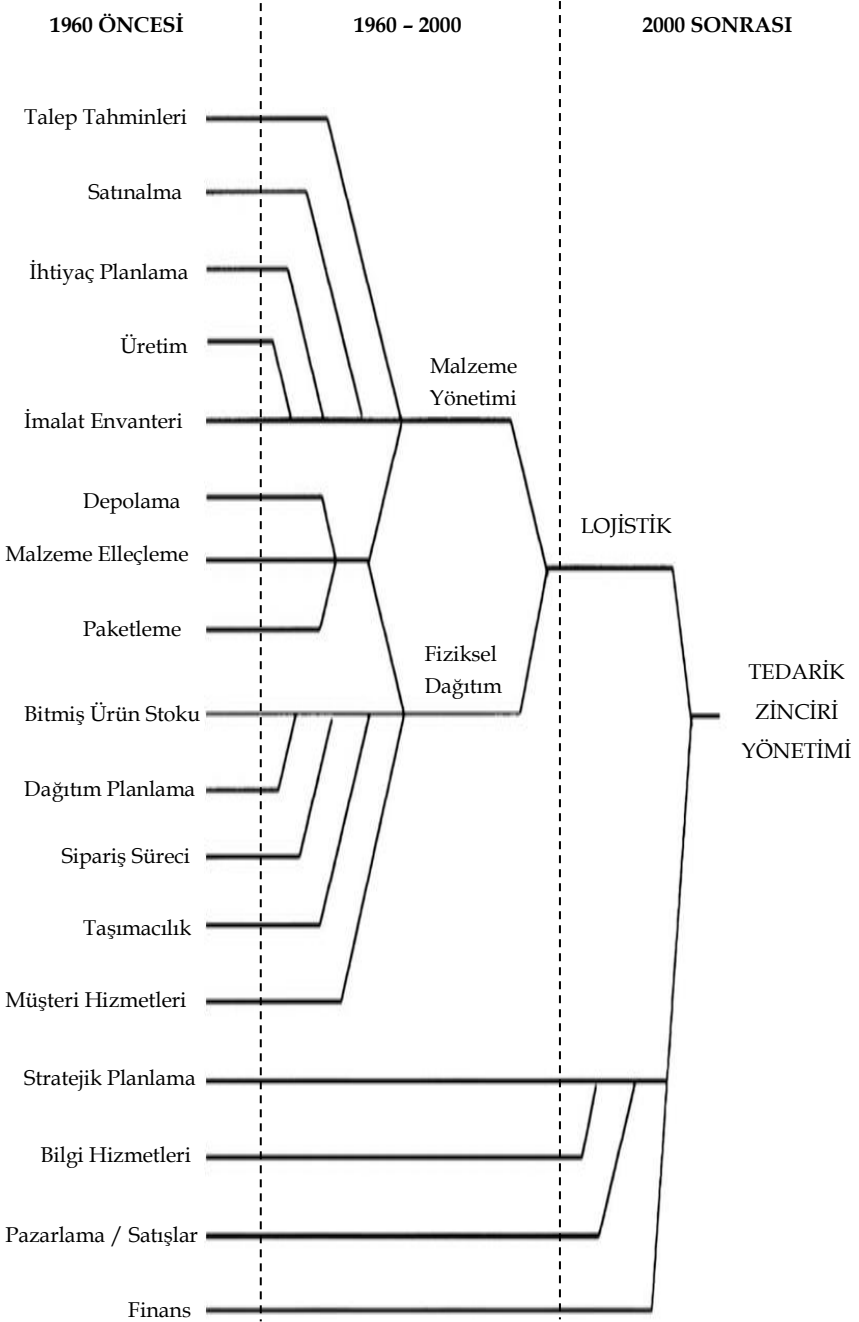 1960 ÖNCESİ
1960 – 2000
2000 SONRASI
Talep Tahminleri
Satınalma
İhtiyaç Planlama
Üretim
Malzeme
Yönetimi
İmalat Envanteri
Depolama
LOJİSTİK
Malzeme Elleçleme
Paketleme
Fiziksel
Dağıtım
TEDARİK
ZİNCİRİ
YÖNETİMİ
Bitmiş Ürün Stoku
Dağıtım Planlama
Sipariş Süreci
Taşımacılık
Müşteri Hizmetleri
Stratejik Planlama
Bilgi Hizmetleri
Pazarlama / Satışlar
Finans